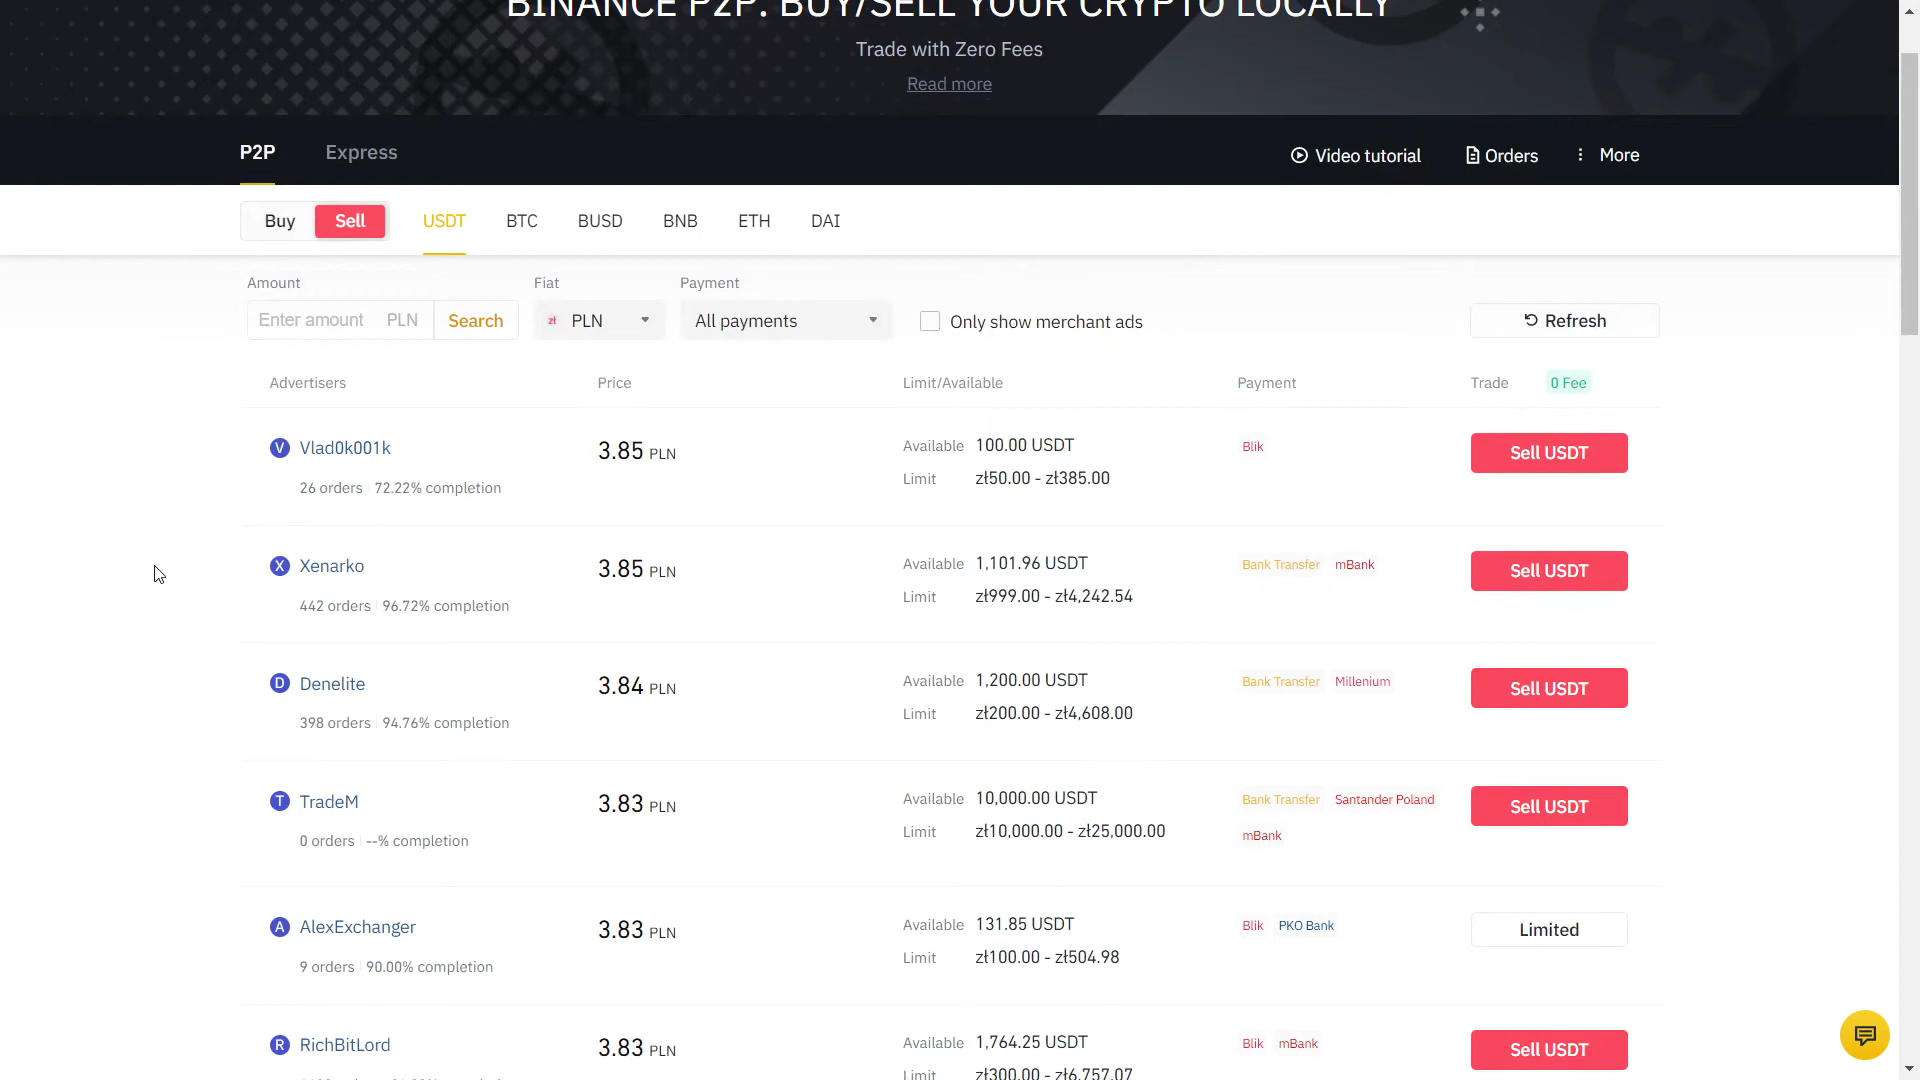 BINANCE P2P: BUY/SELL YOUR CRYPTO LOCALLY
Trade with Zero Fees
Read more
P2P Express Video tutorial Orders More
Buy Sell USDT BTC BUSD BNB ETH DAI
Amount Fiat Payment
Enter amount PLN Search zł PLN All payments Only show merchant ads Refresh
Advertisers Price Limit/Available Payment Trade 0 Fee
V Vlad0k001k 3.85 PLN Available 100.00 USDT Blik Sell USDT
26 orders 72.22% completion Limit zł50.00 - zł385.00
X Xenarko 3.85 PLN Available 1,101.96 USDT Bank Transfer mBank Sell USDT
442 orders 96.72% completion Limit zł999.00 - zł4,242.54
D Denelite 3.84 PLN Available 1,200.00 USDT Bank Transfer Millenium Sell USDT
398 orders 94.76% completion Limit zł200.00 - zł4,608.00
T TradeM 3.83 PLN Available 10,000.00 USDT Bank Transfer Santander Poland Sell USDT
0 orders --% completion Limit zł10,000.00 - zł25,000.00 mBank
A AlexExchanger 3.83 PLN Available 131.85 USDT Blik PKO Bank Limited
9 orders 90.00% completion Limit zł100.00 - zł504.98
R RichBitLord 3.83 PLN Available 1,764.25 USDT Blik mBank Sell USDT
Limit zł300.00 - zł6,757.07